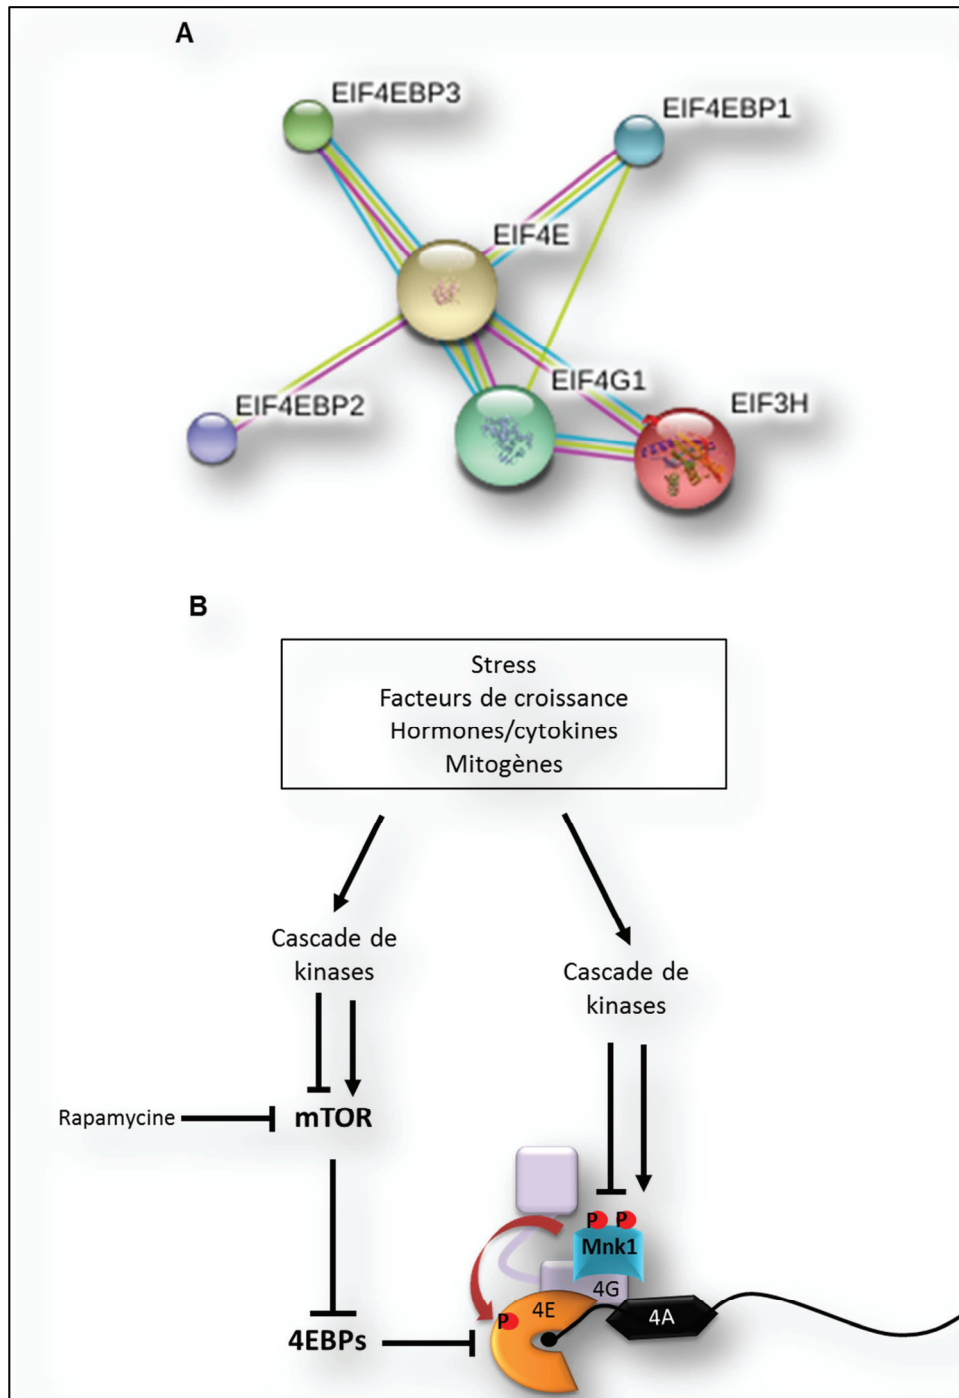 A
EIF4EBP3
EIF4EBP1
EIF4E
EIF4G1
EIF3H
EIF4EBP2
B
Stress
Facteurs de croissance
Hormones/cytokines
Mitogènes
Cascade de
kinases
Cascade de
kinases
Rapamycine
mTOR
P P
Mnk1
4G
4E
4A
P
4EBPs